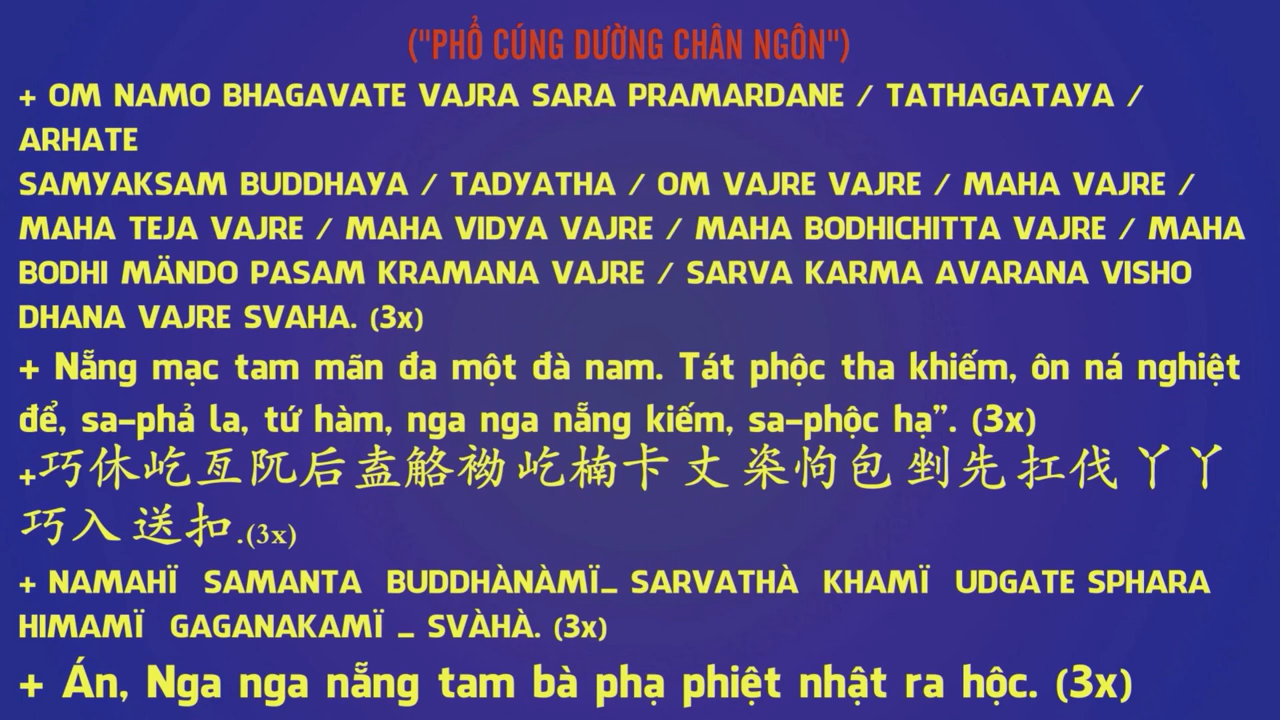 ("PHỔ CÚNG DƯỜNG CHÂN NGÔN")
+ OM NAMO BHAGAVATE VAJRA SARA PRAMARDANE / TATHAGATAYA /
ARHATE
SAMYAKSAM BUDDHAYA / TADYATHA / OM VAJRE VAJRE / MAHA VAJRE /
MAHA TEJA VAJRE / MAHA VIDYA VAJRE / MAHA BODHICHITTA VAJRE / MAHA
BODHI MÄNDO PASAM KRAMANA VAJRE / SARVA KARMA AVARANA VISHO
DHANA VAJRE SVAHA. (3x)
+ Nẵng mạc tam mãn đa một đà nam. Tát phộc tha khiếm, ôn ná nghiệt
để, sa-phả la, tứ hàm, nga nga nẵng kiếm, sa-phộc hạ”. (3x)
+巧休屹亙阢后盍觡袎 屹楠卡 丈 桼怐包 剉先 扛伐 丫丫
巧入 送扣.(3x)
+ NAMAHÏ SAMANTA BUDDHÀNÀMÏ_ SARVATHÀ KHAMÏ UDGATE SPHARA
HIMAMÏ GAGANAKAMÏ _ SVÀHÀ. (3x)
+ Án, Nga nga nẵng tam bà phạ phiệt nhật ra hộc. (3x)